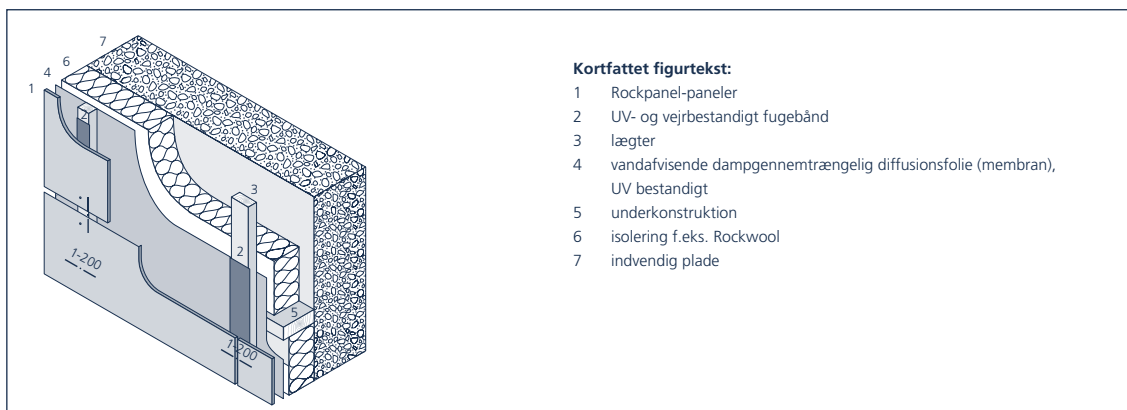 7
6
4
1
2
3
2
5
1-200
1-200
Kortfattet figurtekst:
1 Rockpanel-paneler
2 UV- og vejrbestandigt fugebånd
3 lægter
4 vandafvisende dampgennemtrængelig diffusionsfolie (membran),
UV bestandigt
5 underkonstruktion
6 isolering f.eks. Rockwool
7 indvendig plade